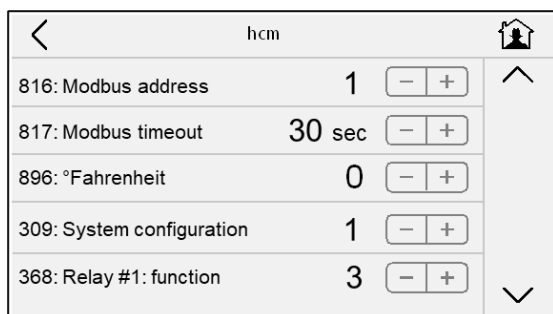 hcm
816: Modbus address 1 − +
817: Modbus timeout 30 sec − +
896: °Fahrenheit 0 − +
309: System configuration 1 − +
368: Relay #1: function 3 − +